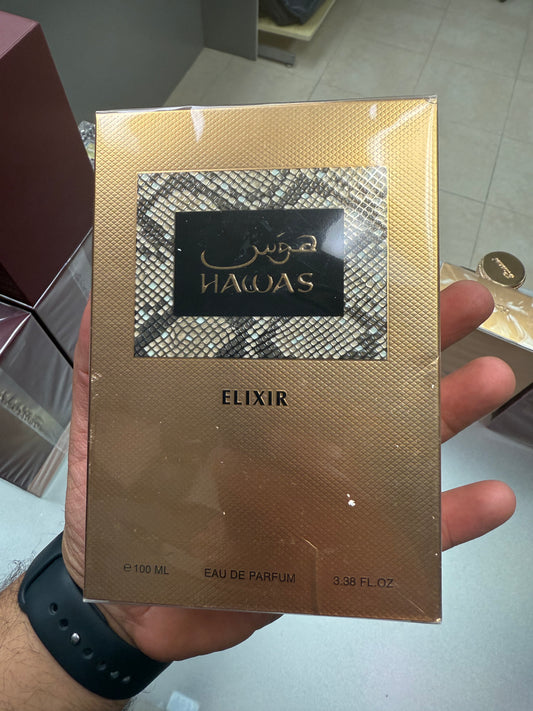 هوس
HAWAS
ELIXIR
℮ 100 ML EAU DE PARFUM 3.38 FL.OZ